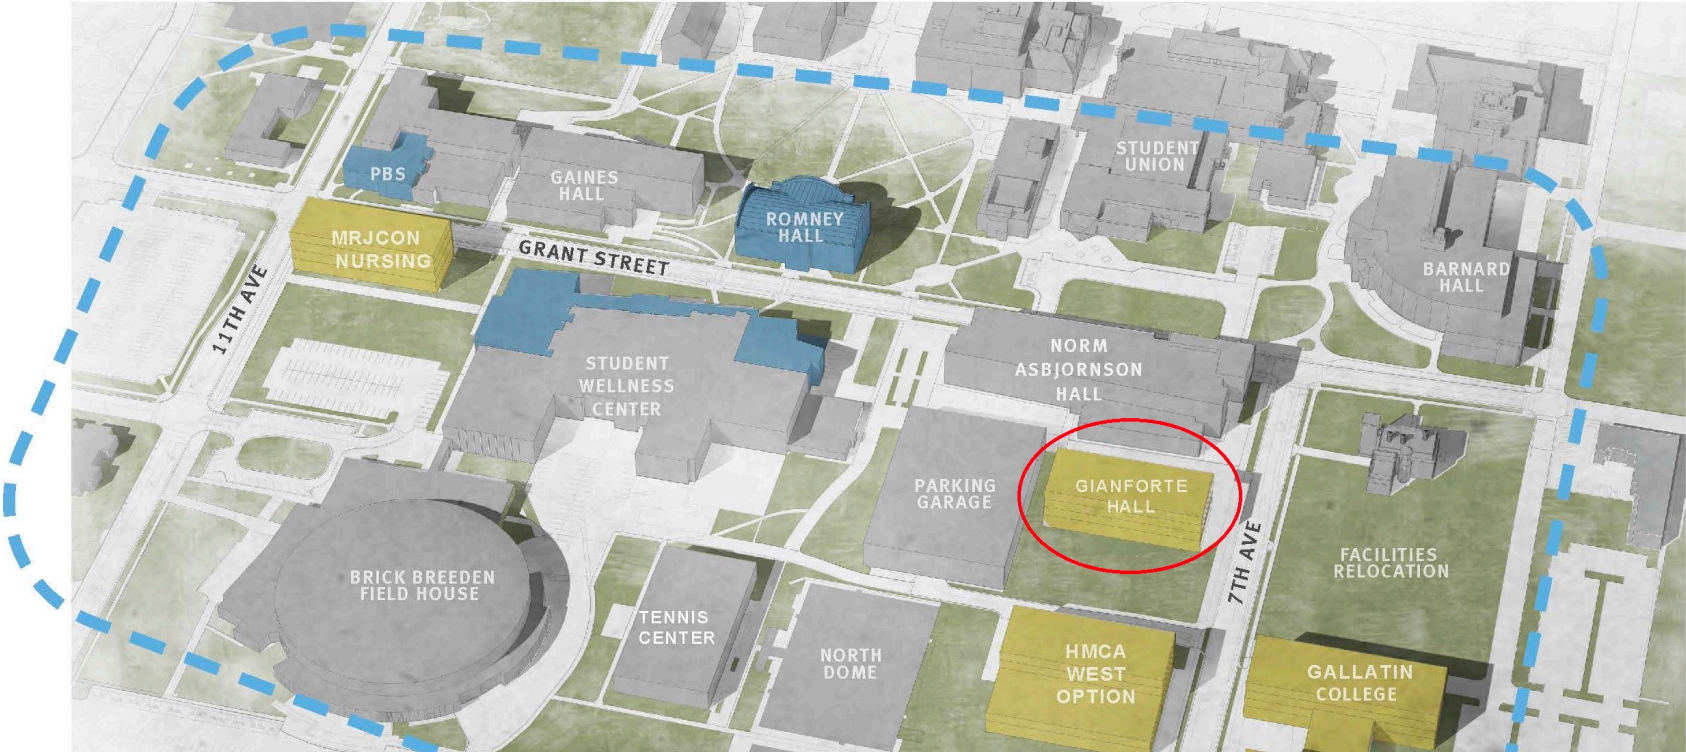 STUDENT
UNION
PBS
GAINES
HALL
ROMNEY
HALL
MRJCON
NURSING
GRANT STREET
BARNARD
HALL
11TH AVE
STUDENT
WELLNESS
CENTER
NORM
ASBJORNSON
HALL
PARKING
GARAGE
GIANFORTE
HALL
7TH AVE
FACILITIES
RELOCATION
BRICK BREEDEN
FIELD HOUSE
TENNIS
CENTER
NORTH
DOME
HMCA
WEST
OPTION
GALLATIN
COLLEGE